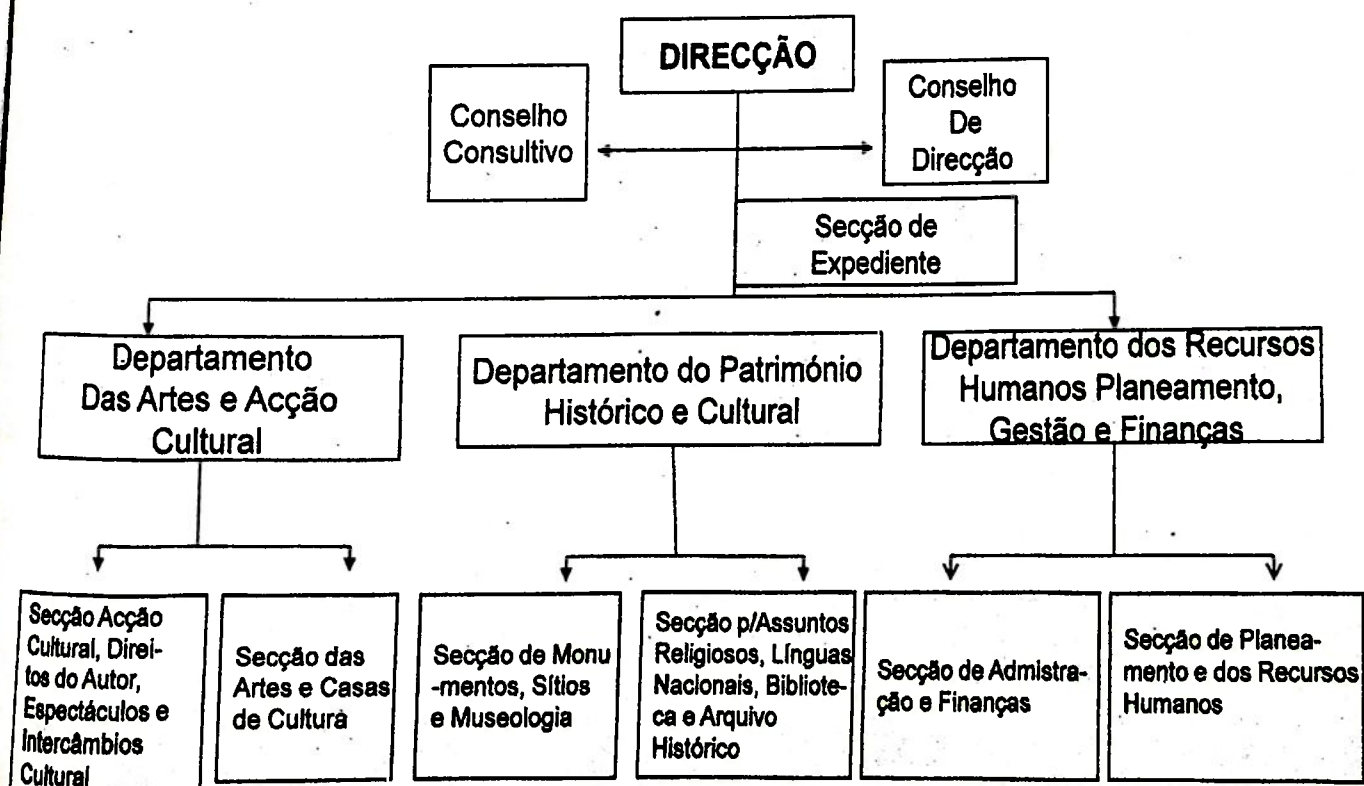 DIRECÇÃO
Conselho
Consultivo
Conselho
De
Direcção
Secção de
Expediente
Departamento
Das Artes e Acção
Cultural
Departamento do Património
Histórico e Cultural
Departamento dos Recursos
Humanos Planeamento,
Gestão e Finanças
Secção Acção
Cultural, Direi-
tos do Autor,
Espectáculos e
Intercâmbios
Cultural
Secção das
Artes e Casas
de Cultura
Secção de Monu
-mentos, Sítios
e Museologia
Secção p/Assuntos
Religiosos, Línguas
Nacionais, Bibliote-
ca e Arquivo
Histórico
Secção de Admistra-
ção e Finanças
Secção de Planea-
mento e dos Recursos
Humanos